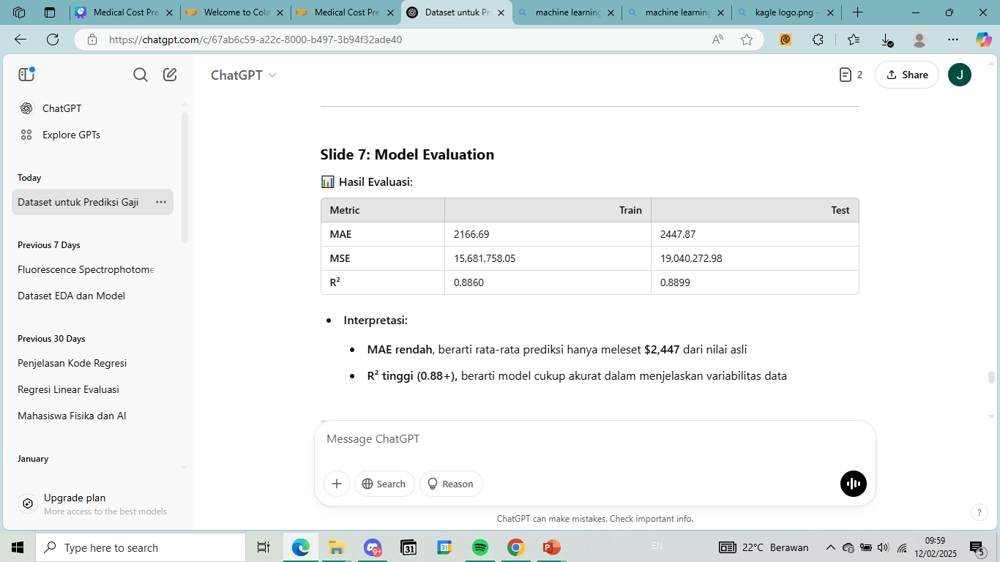 Medical Cost Pre
Welcome to Cola
Medical Cost Pre
Dataset untuk Pr
machine learning
machine learning
kagle logo.png -
https://chatgpt.com/c/67ab6c59-a22c-8000-b497-3b94f32ade40
ChatGPT
2
Share
J
ChatGPT
Explore GPTs
Today
Dataset untuk Prediksi Gaji
Previous 7 Days
Fluorescence Spectrophotome
Dataset EDA dan Model
Previous 30 Days
Penjelasan Kode Regresi
Regresi Linear Evaluasi
Mahasiswa Fisika dan AI
January
Upgrade plan
More access to the best models
Slide 7: Model Evaluation
📊 Hasil Evaluasi:
Metric Train Test
MAE 2166.69 2447.87
MSE 15,681,758.05 19,040,272.98
R² 0.8860 0.8899
• Interpretasi:
• MAE rendah, berarti rata-rata prediksi hanya meleset $2,447 dari nilai asli
• R² tinggi (0.88+), berarti model cukup akurat dalam menjelaskan variabilitas data
Message ChatGPT
Search
Reason
ChatGPT can make mistakes. Check important info.
?
Type here to search
9+
31
31
EN
22°C Berawan
09:59
12/02/2025
5